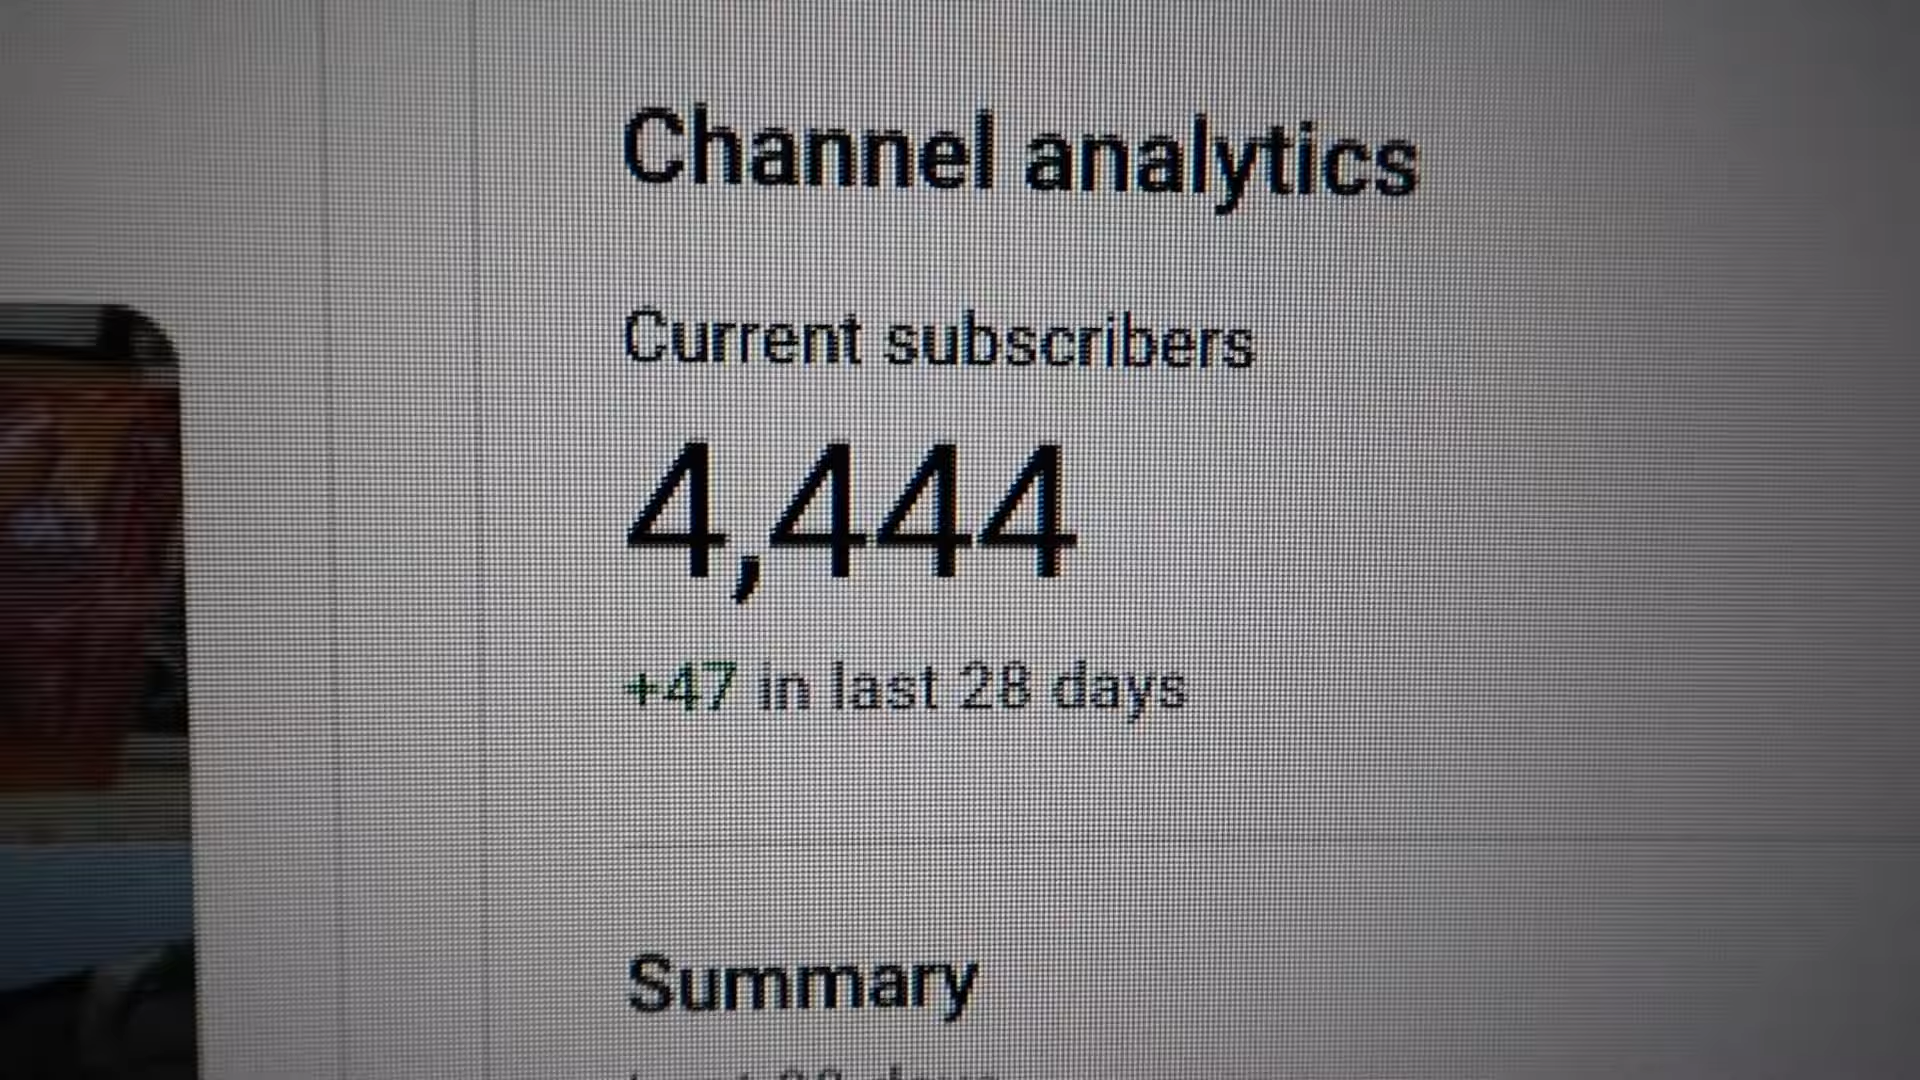 Channel analytics
Current subscribers
4,444
+47 in last 28 days
Summary